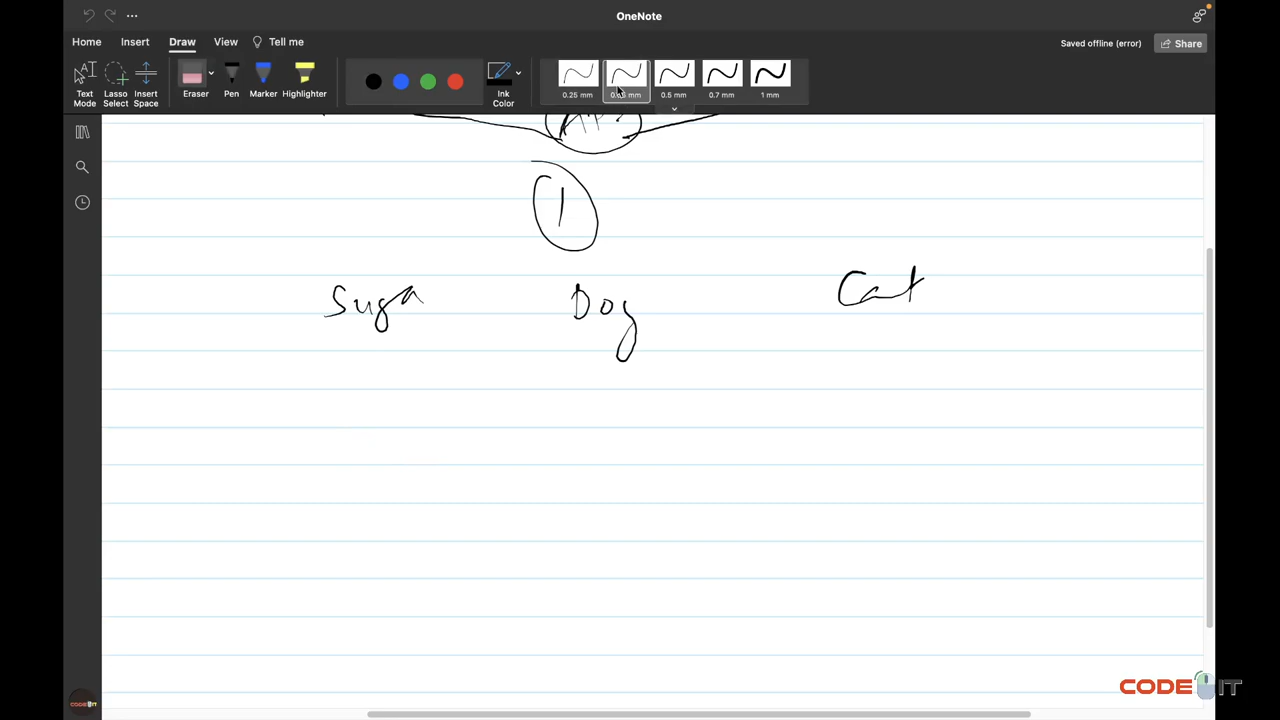 OneNote
Home Insert Draw View Tell me
Saved offline (error) Share
Text Mode
Lasso Select
Insert Space
Eraser
Pen
Marker
Highlighter
Ink Color
0.25 mm
0.5 mm
0.7 mm
1 mm
1
Suga Dog Cat
CODE IT